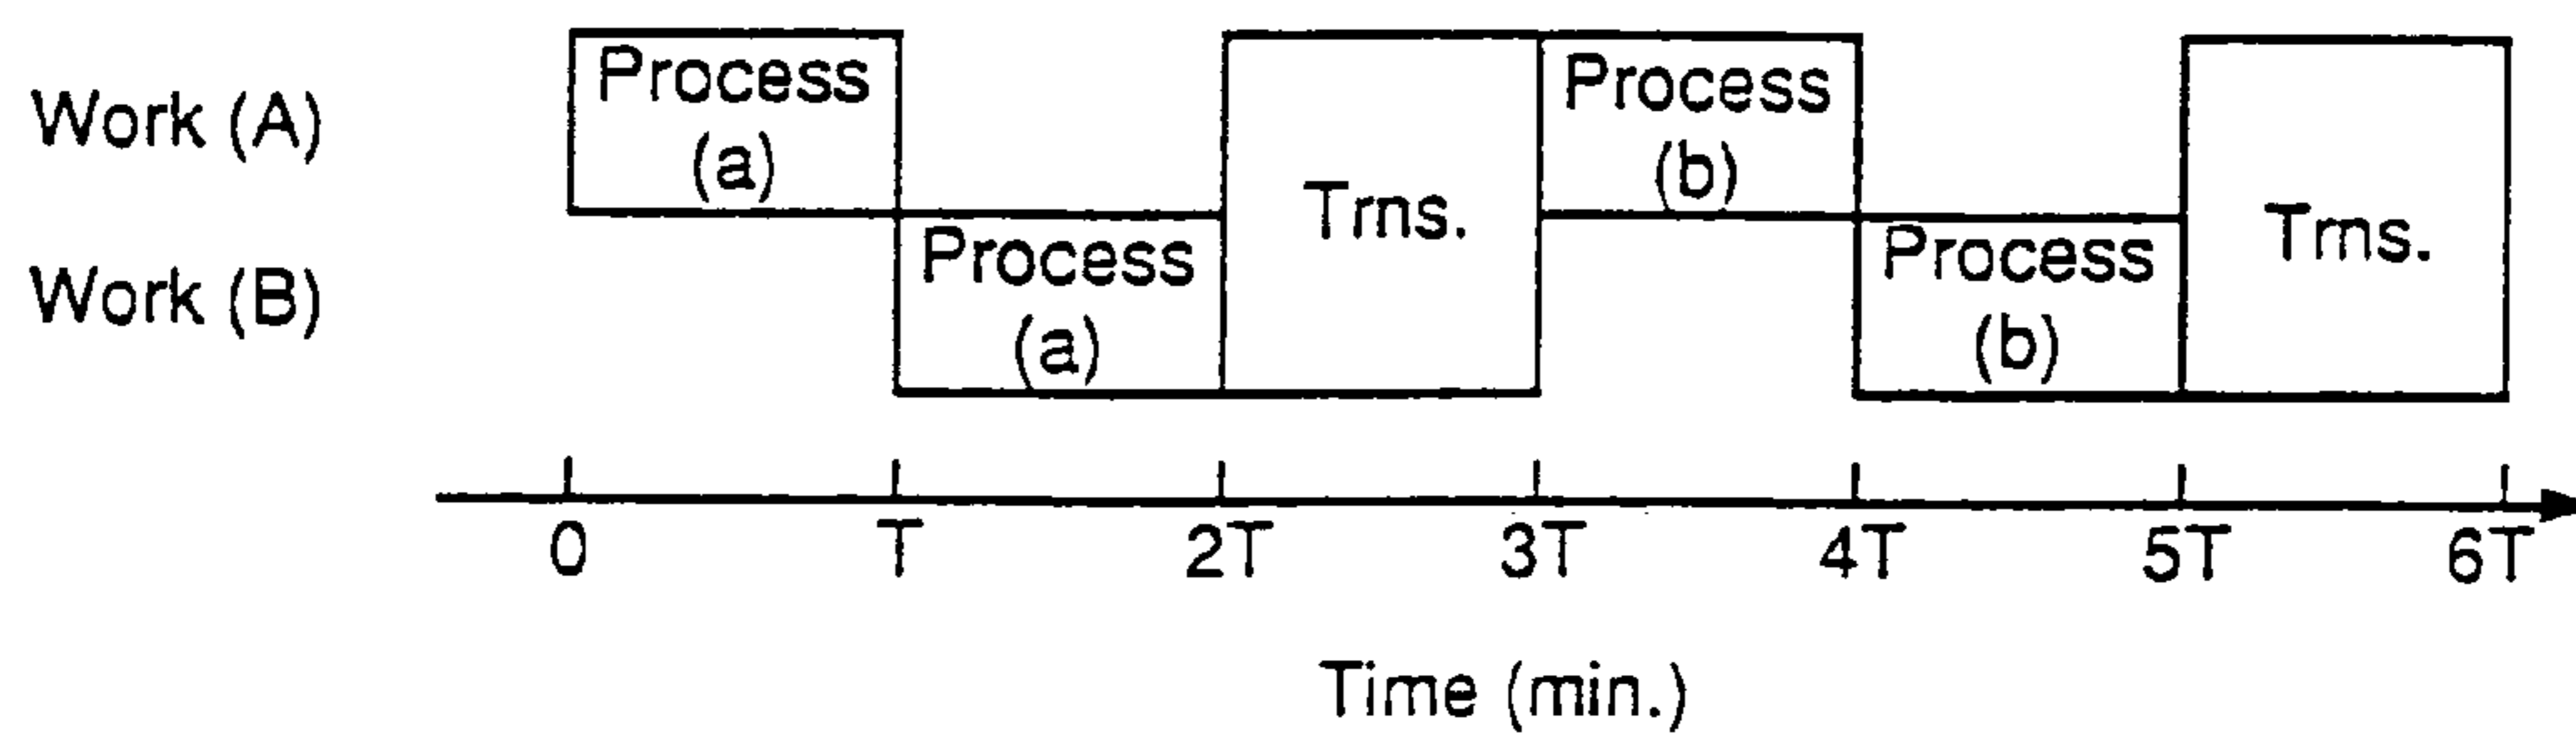 Work (A)
Work (B)
Process
(a)
Process
(a)
Trns.
Process
(b)
Process
(b)
Trns.
0 T 2T 3T 4T 5T 6T
Time (min.)